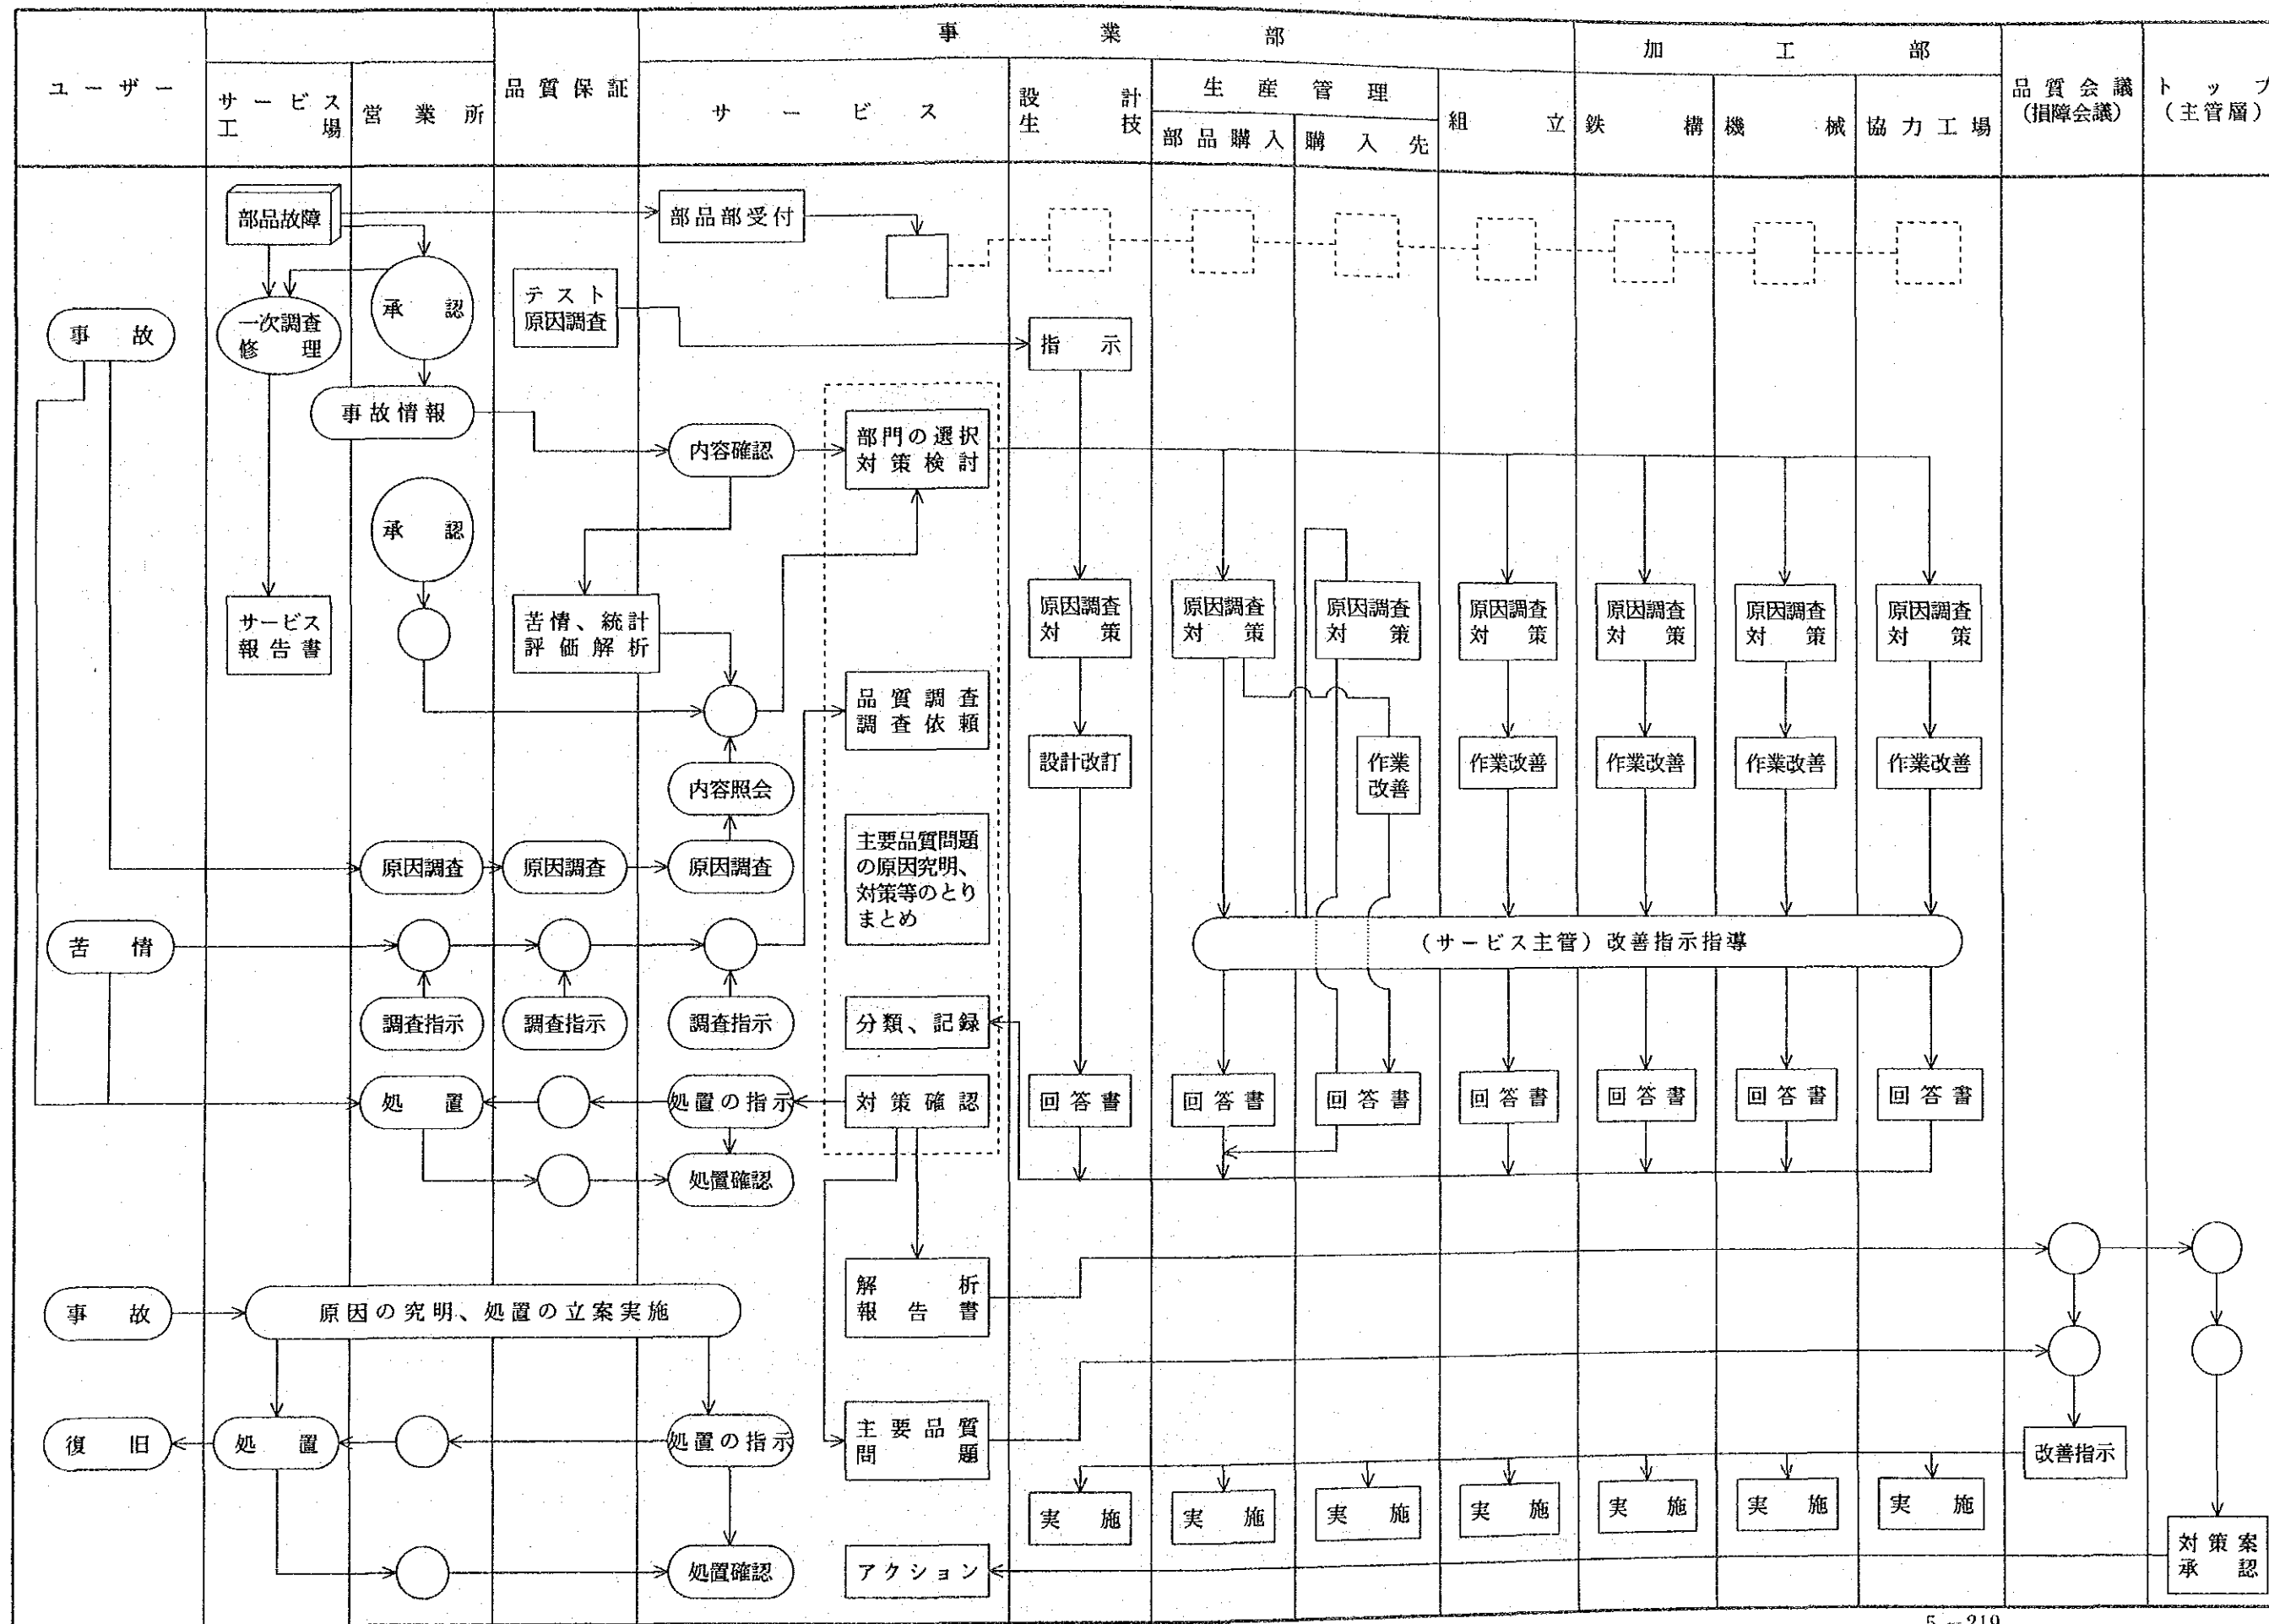 ユーザー
サービス
工場
営業所
品質保証
事業部
サービス
設計
生技
生産管理
部品購入
購入先
組立
加工部
鉄構
機械
協力工場
品質会議
(損障会議)
トップ
(主管層)
部品故障
部品部受付
承認
テスト
原因調査
事故
一次調査
修理
指示
事故情報
内容確認
部門の選択
対策検討
承認
サービス
報告書
苦情、統計
評価解析
原因調査
対策
原因調査
対策
原因調査
対策
原因調査
対策
原因調査
対策
原因調査
対策
原因調査
対策
品質調査
調査依頼
設計改訂
作業
改善
作業改善
作業改善
作業改善
作業改善
内容照会
原因調査
原因調査
原因調査
主要品質問題
の原因究明、
対策等のとり
まとめ
苦情
(サービス主管)改善指示指導
調査指示
調査指示
調査指示
分類、記録
処置
処置の指示
対策確認
回答書
回答書
回答書
回答書
回答書
回答書
回答書
処置確認
解析
報告書
事故
原因の究明、処置の立案実施
復旧
処置
処置の指示
主要品質
問題
改善指示
実施
実施
実施
実施
実施
実施
実施
処置確認
アクション
対策案
承認
5-219